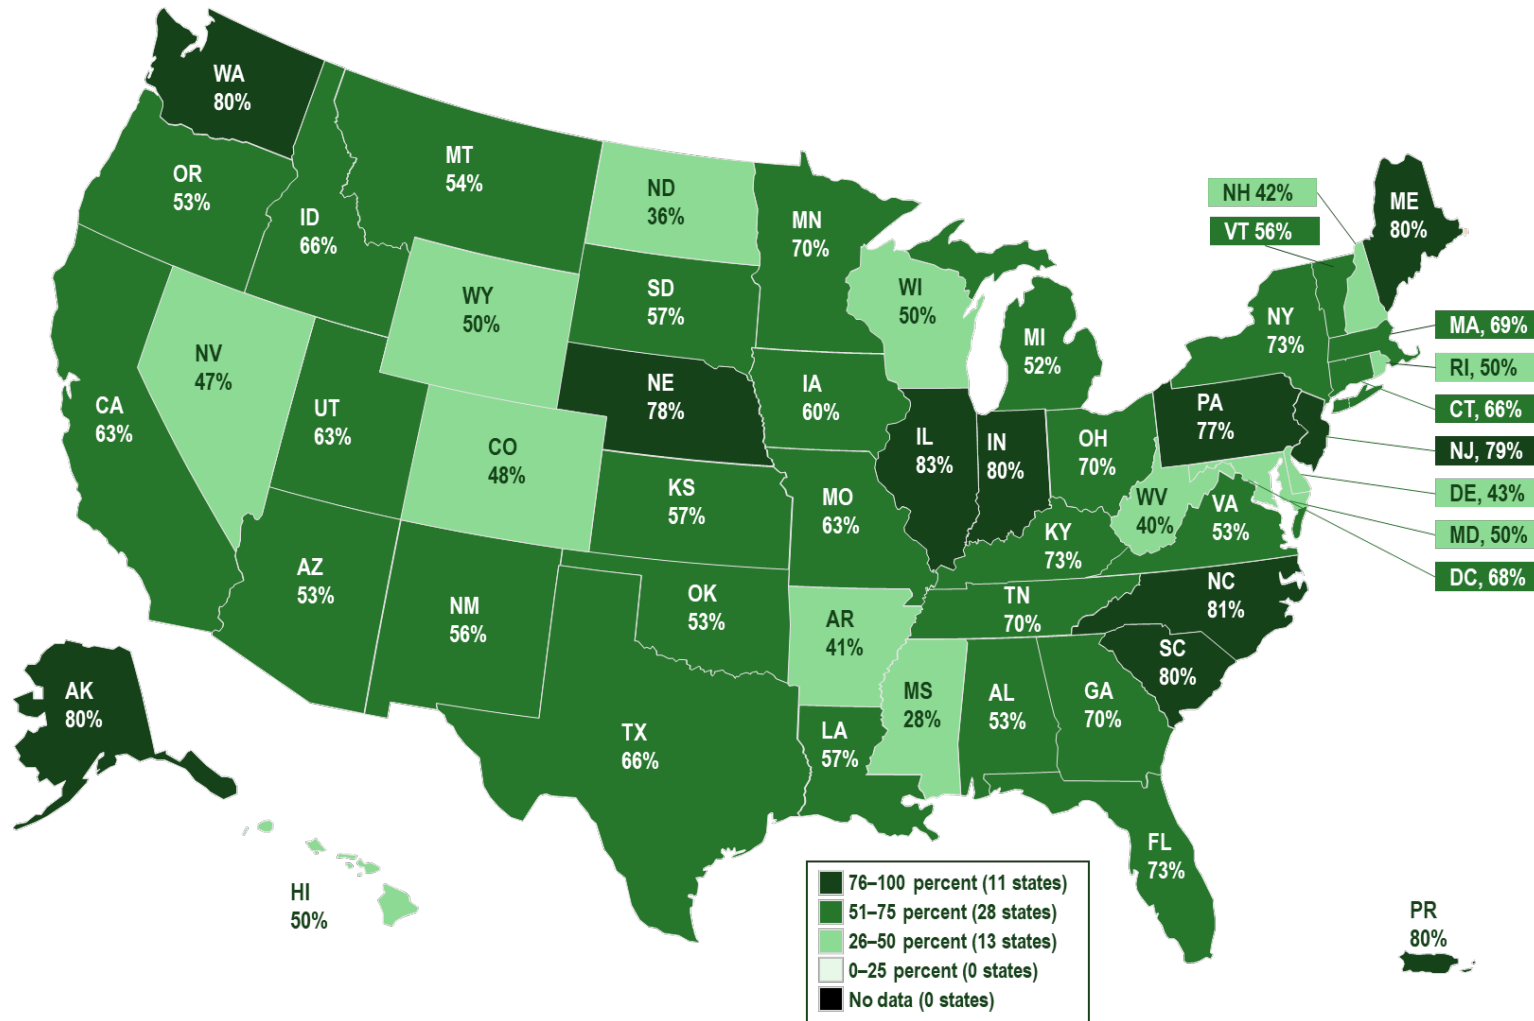 WA
80%
OR
53%
ID
66%
MT
54%
ND
36%
MN
70%
WI
50%
MI
52%
NH 42%
VT 56%
ME
80%
NY
73%
MA, 69%
RI, 50%
CT, 66%
NJ, 79%
DE, 43%
MD, 50%
DC, 68%
WY
50%
SD
57%
NV
47%
CA
63%
UT
63%
CO
48%
NE
78%
IA
60%
IL
83%
IN
80%
OH
70%
PA
77%
WV
40%
VA
53%
KS
57%
MO
63%
KY
73%
NC
81%
TN
70%
SC
80%
AZ
53%
NM
56%
OK
53%
AR
41%
MS
28%
AL
53%
GA
70%
TX
66%
LA
57%
FL
73%
AK
80%
HI
50%
PR
80%
76–100 percent (11 states)
51–75 percent (28 states)
26–50 percent (13 states)
0–25 percent (0 states)
No data (0 states)